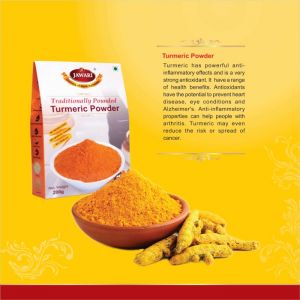 JAWARI
Traditionally Pounded
Turmeric Powder
Net. Weight
200g
Turmeric Powder
Turmeric has powerful anti-
inflammatory effects and is a very
strong antioxidant. It have a range
of health benefits. Antioxidants
have the potential to prevent heart
disease, eye conditions and
Alzheimer's. Anti-inflammatory
properties can help people with
arthritis. Turmeric may even
reduce the risk or spread of
cancer.